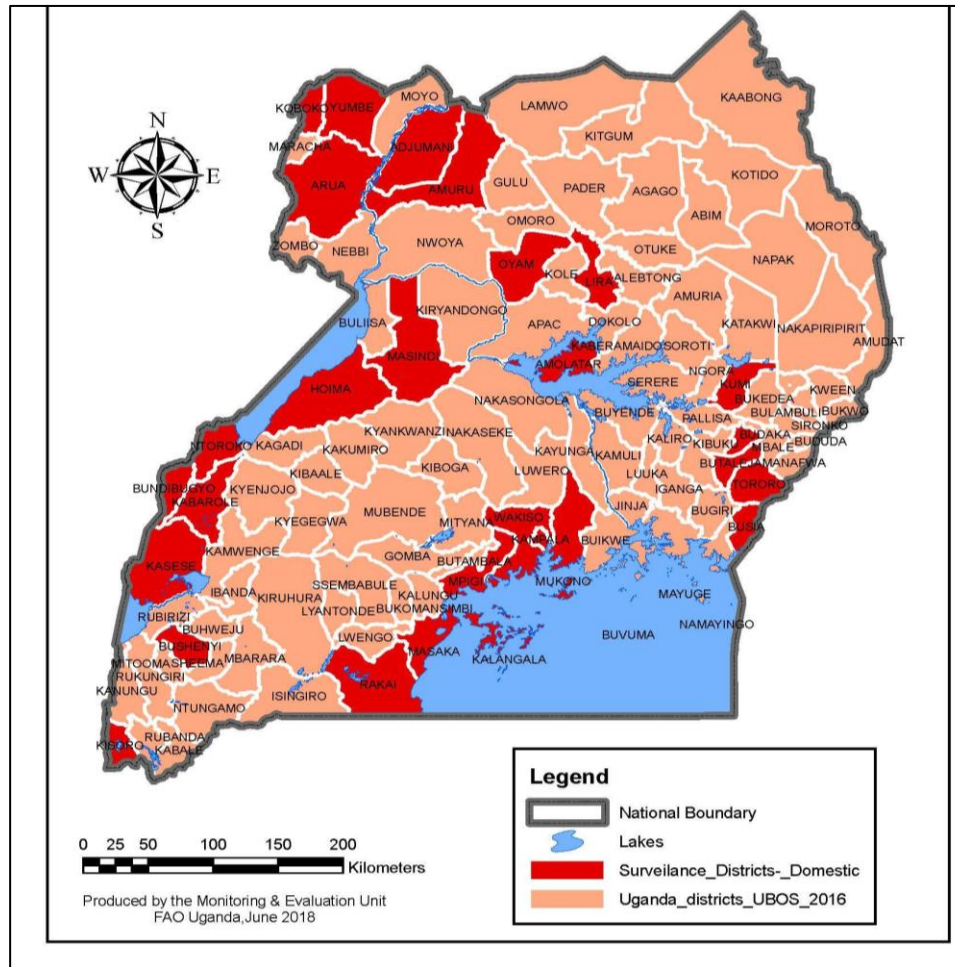 KAABONG
MOYO
LAMWO
KOBOKO
YUMBE
KITGUM
ADJUMANI
MARACHA
N
W
E
S
ARUA
AMURU
GULU
PADER
AGAGO
KOTIDO
ABIM
MOROTO
OMORO
ZOMBO
NEBBI
NWOYA
OTUKE
NAPAK
OYAM
KOLE
LIRA
ALEBTONG
AMURIA
KIRYANDONGO
BULIISA
APAC
DOKOLO
KATAKWI
NAKAPIRIPIRIT
AMUDAT
KABERAMAIDO
SOROTI
MASINDI
AMOLATAR
NGORA
KUMI
SERERE
HOIMA
BUKEDEA
KWEEN
NAKASONGOLA
BUYENDE
PALLISA
BULAMBULI
BUKWO
SIRONKO
NTOROKO
KAGADI
KYANKWANZI
NAKASEKE
KALIRO
KIBUKU
BUDAKA
MBALE
BUDUDA
KAKUMIRO
KAYUNGA
KAMULI
KIBAALE
KIBOGA
LUWERO
LUUKA
BUTALEJA
MANAFWA
BUNDIBUGYO
KYENJOJO
IGANGA
TORORO
KABAROLE
MUBENDE
JINJA
BUGIRI
KYEGEGWA
MITYANA
WAKISO
BUSIA
KAMPALA
BUIKWE
KAMWENGE
GOMBA
BUTAMBALA
KASESE
MPIGI
MUKONO
IBANDA
KIRUHURA
SSEMBABULE
KALUNGU
MAYUGE
LYANTONDE
BUKOMANSIMBI
RUBIRIZI
NAMAYINGO
BUHWEJU
BUVUMA
LWENGO
BUSHENYI
MASAKA
KALANGALA
MITOOMA
SHEEMA
MBARARA
RUKUNGIRI
RAKAI
KANUNGU
ISINGIRO
NTUNGAMO
RUBANDA
KISORO
KABALE
Legend
National Boundary
Lakes
Surveilance_Districts-_Domestic
Uganda_districts_UBOS_2016
0 25 50 100 150 200
Kilometers
Produced by the Monitoring & Evaluation Unit
FAO Uganda,June 2018